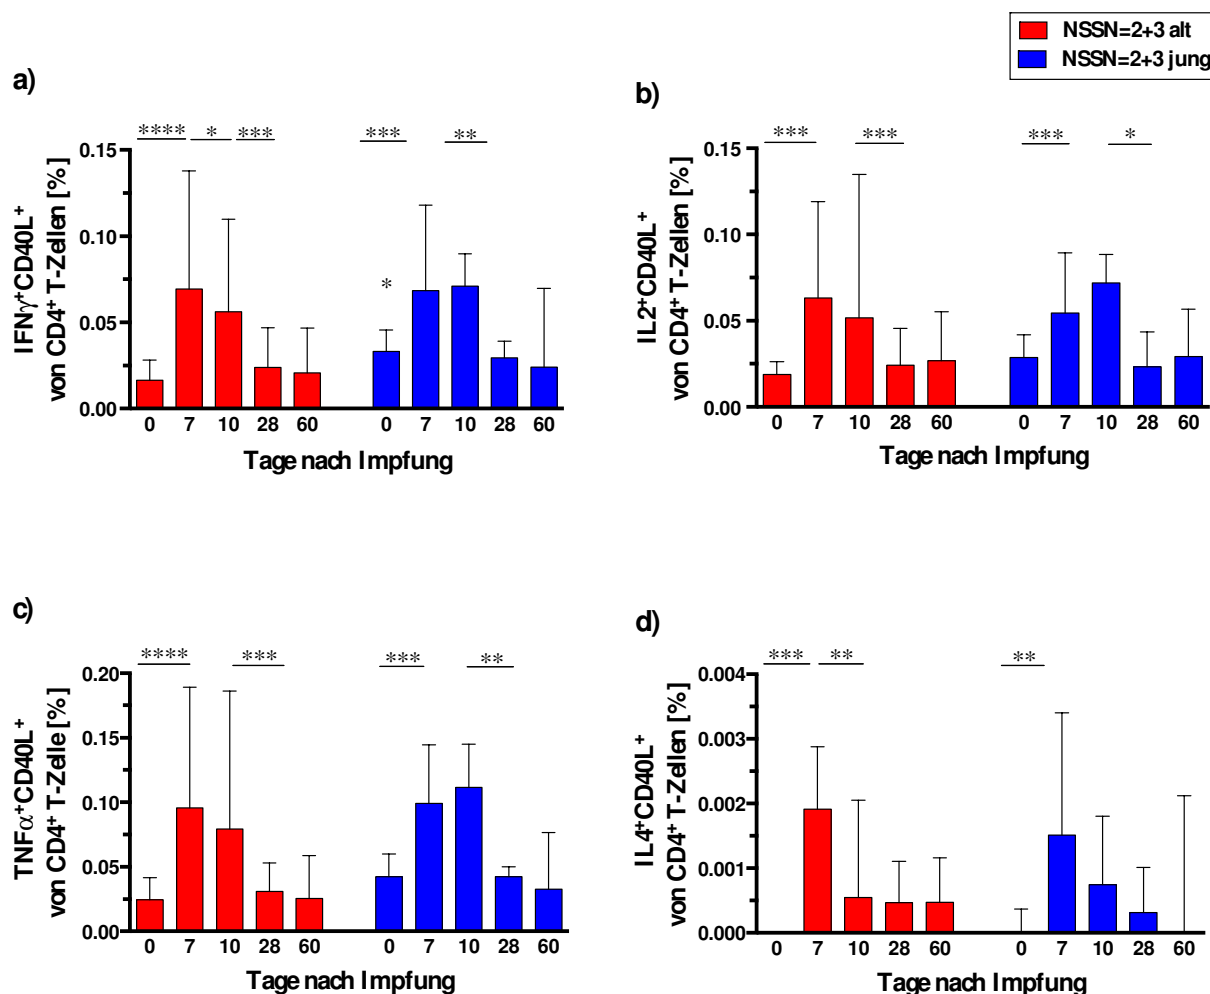 NSSN=2+3 alt
NSSN=2+3 jung
a)
**** * *** *** **
IFNγ⁺CD40L⁺
von CD4⁺ T-Zellen [%]
0.15
0.10
0.05
0.00
*
0 7 10 28 60 0 7 10 28 60
Tage nach Impfung
b)
*** *** *** *
IL2⁺CD40L⁺
von CD4⁺ T-Zellen [%]
0.15
0.10
0.05
0.00
0 7 10 28 60 0 7 10 28 60
Tage nach Impfung
c)
**** *** *** **
TNFα⁺CD40L⁺
von CD4⁺ T-Zelle [%]
0.20
0.15
0.10
0.05
0.00
0 7 10 28 60 0 7 10 28 60
Tage nach Impfung
d)
*** ** **
IL4⁺CD40L⁺
von CD4⁺ T-Zellen [%]
0.004
0.003
0.002
0.001
0.000
0 7 10 28 60 0 7 10 28 60
Tage nach Impfung